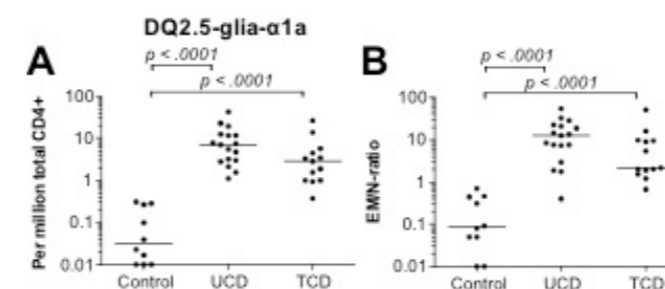 DQ2.5-glia-α1a
A
p < .0001
p < .0001
Per million total CD4+
100
10
1
0.1
0.01
Control
UCD
TCD
B
p < .0001
p < .0001
EM/N-ratio
100
10
1
0.1
0.01
Control
UCD
TCD